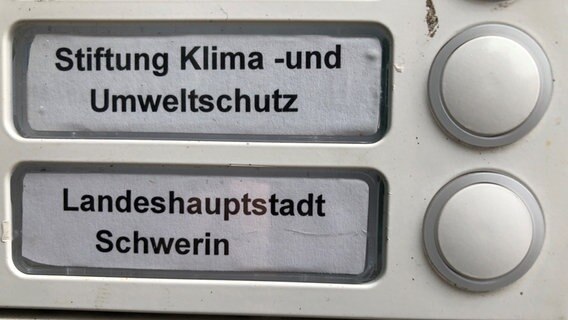 Stiftung Klima -und
Umweltschutz
Landeshauptstadt
Schwerin